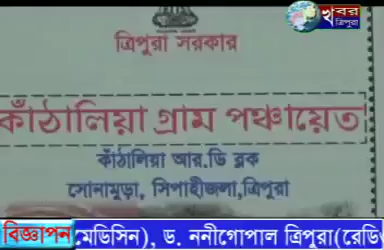 খবর
ত্রিপুরা
ত্রিপুরা সরকার
কাঁঠালিয়া গ্রাম পঞ্চায়েত
কাঁঠালিয়া আর.ডি ব্লক
সোনামুড়া, সিপাহীজলা,ত্রিপুরা
বিজ্ঞাপন মেডিসিন), ড. ননীগোপাল ত্রিপুরা(রেডি